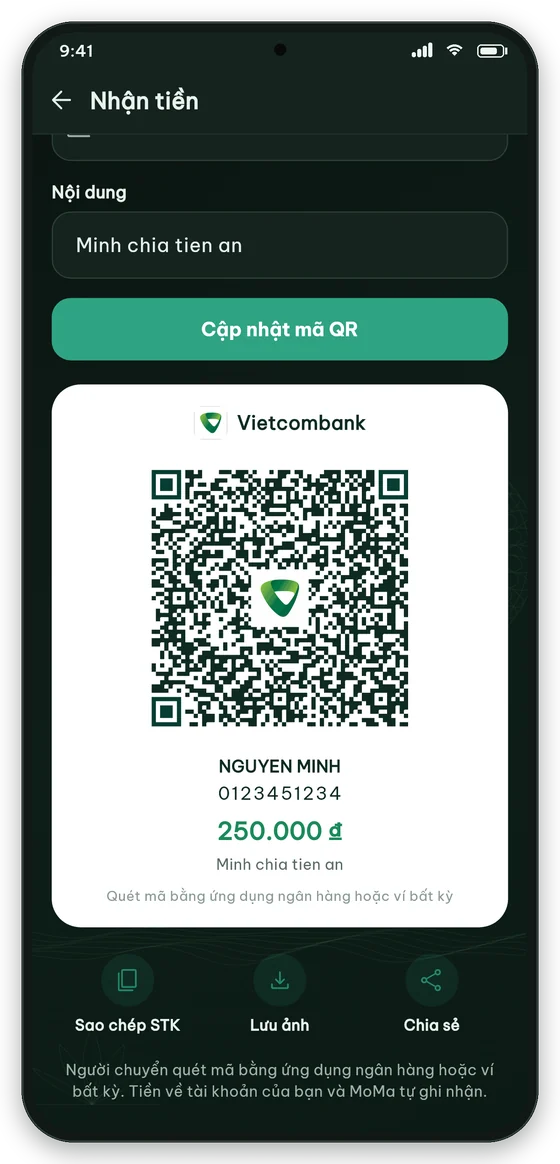 9:41
Nhận tiền
Nội dung
Minh chia tien an
Cập nhật mã QR
Vietcombank
NGUYEN MINH
0123451234
250.000 ₫
Minh chia tien an
Quét mã bằng ứng dụng ngân hàng hoặc ví bất kỳ
Sao chép STK
Lưu ảnh
Chia sẻ
Người chuyển quét mã bằng ứng dụng ngân hàng hoặc ví
bất kỳ. Tiền về tài khoản của bạn và MoMa tự ghi nhận.